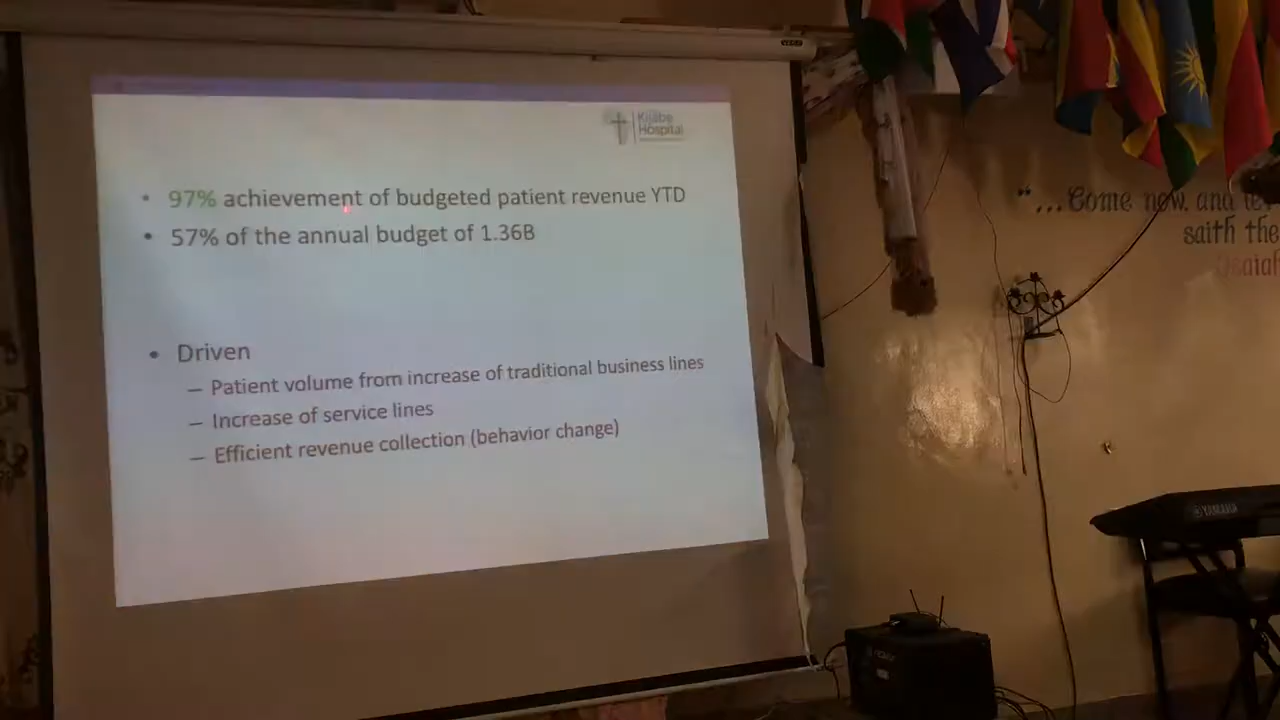 Kijabe
Hospital
97% achievement of budgeted patient revenue YTD
57% of the annual budget of 1.36B
Driven
– Patient volume from increase of traditional business lines
– Increase of service lines
– Efficient revenue collection (behavior change)
"...Come now, and
saith the
Isaiah
YAMAHA